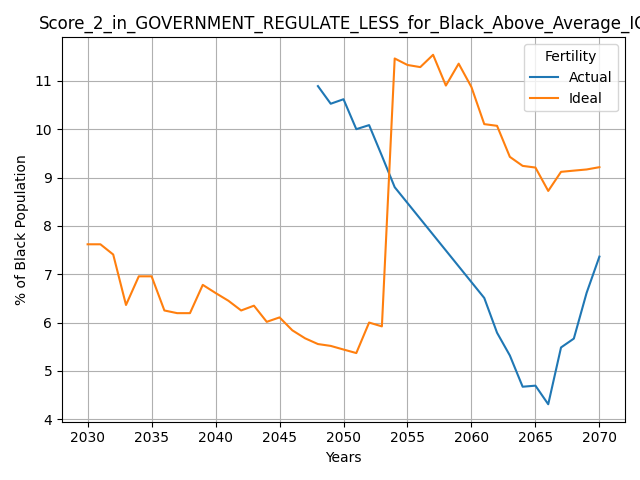 Score_2_in_GOVERNMENT_REGULATE_LESS_for_Black_Above_Average_IQ
Fertility
Actual
Ideal
% of Black Population
11
10
9
8
7
6
5
4
2030 2035 2040 2045 2050 2055 2060 2065 2070
Years